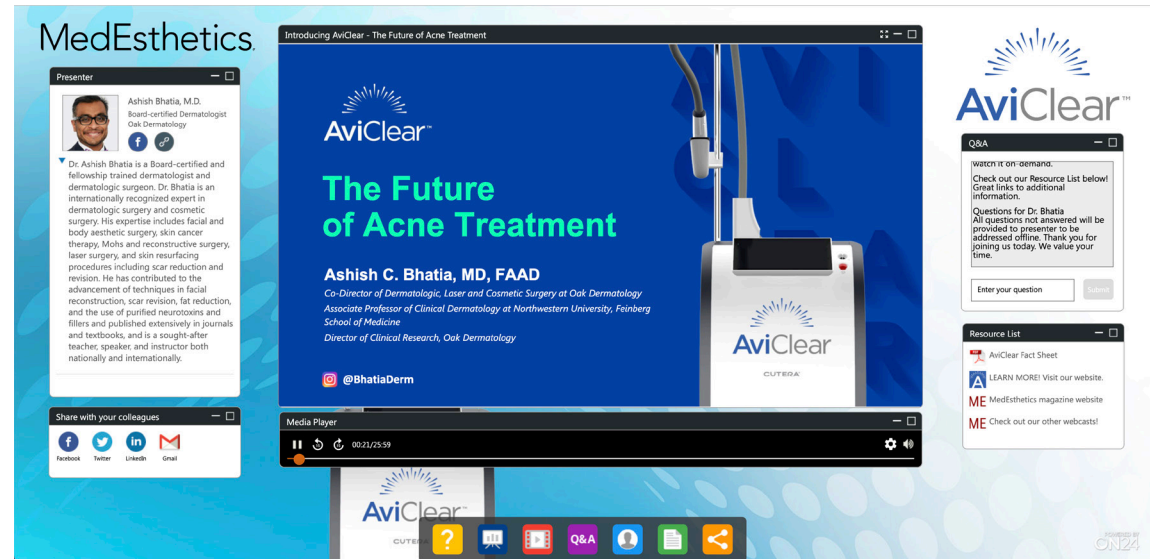 MedEsthetics.
Presenter
Ashish Bhatia, M.D.
Board-certified Dermatologist
Oak Dermatology
Dr. Ashish Bhatia is a Board-certified and
fellowship trained dermatologist and
dermatologic surgeon. Dr. Bhatia is an
internationally recognized expert in
dermatologic surgery and cosmetic
surgery. His expertise includes facial and
body aesthetic surgery, skin cancer
therapy, Mohs and reconstructive surgery,
laser surgery, and skin resurfacing
procedures including scar reduction and
revision. He has contributed to the
advancement of techniques in facial
reconstruction, scar revision, fat reduction,
and the use of purified neurotoxins and
fillers and published extensively in journals
and textbooks, and is a sought-after
teacher, speaker, and instructor both
nationally and internationally.
Share with your colleagues
Facebook Twitter LinkedIn Gmail
Introducing AviClear - The Future of Acne Treatment
AviClear™
The Future
of Acne Treatment
Ashish C. Bhatia, MD, FAAD
Co-Director of Dermatologic, Laser and Cosmetic Surgery at Oak Dermatology
Associate Professor of Clinical Dermatology at Northwestern University, Feinberg
School of Medicine
Director of Clinical Research, Oak Dermatology
@BhatiaDerm
AVI
CLEAR
AviClear
CUTERA
Media Player
00:21/25:59
AviClear™
CUTE
Q&A
AviClear™
Q&A
watch it on-demand.
Check out our Resource List below!
Great links to additional
information.
Questions for Dr. Bhatia
All questions not answered will be
provided to presenter to be
addressed offline. Thank you for
joining us today. We value your
time.
Enter your question
Submit
Resource List
AviClear Fact Sheet
LEARN MORE! Visit our website.
ME MedEsthetics magazine website
ME Check out our other webcasts!
POWERED BY
ON24